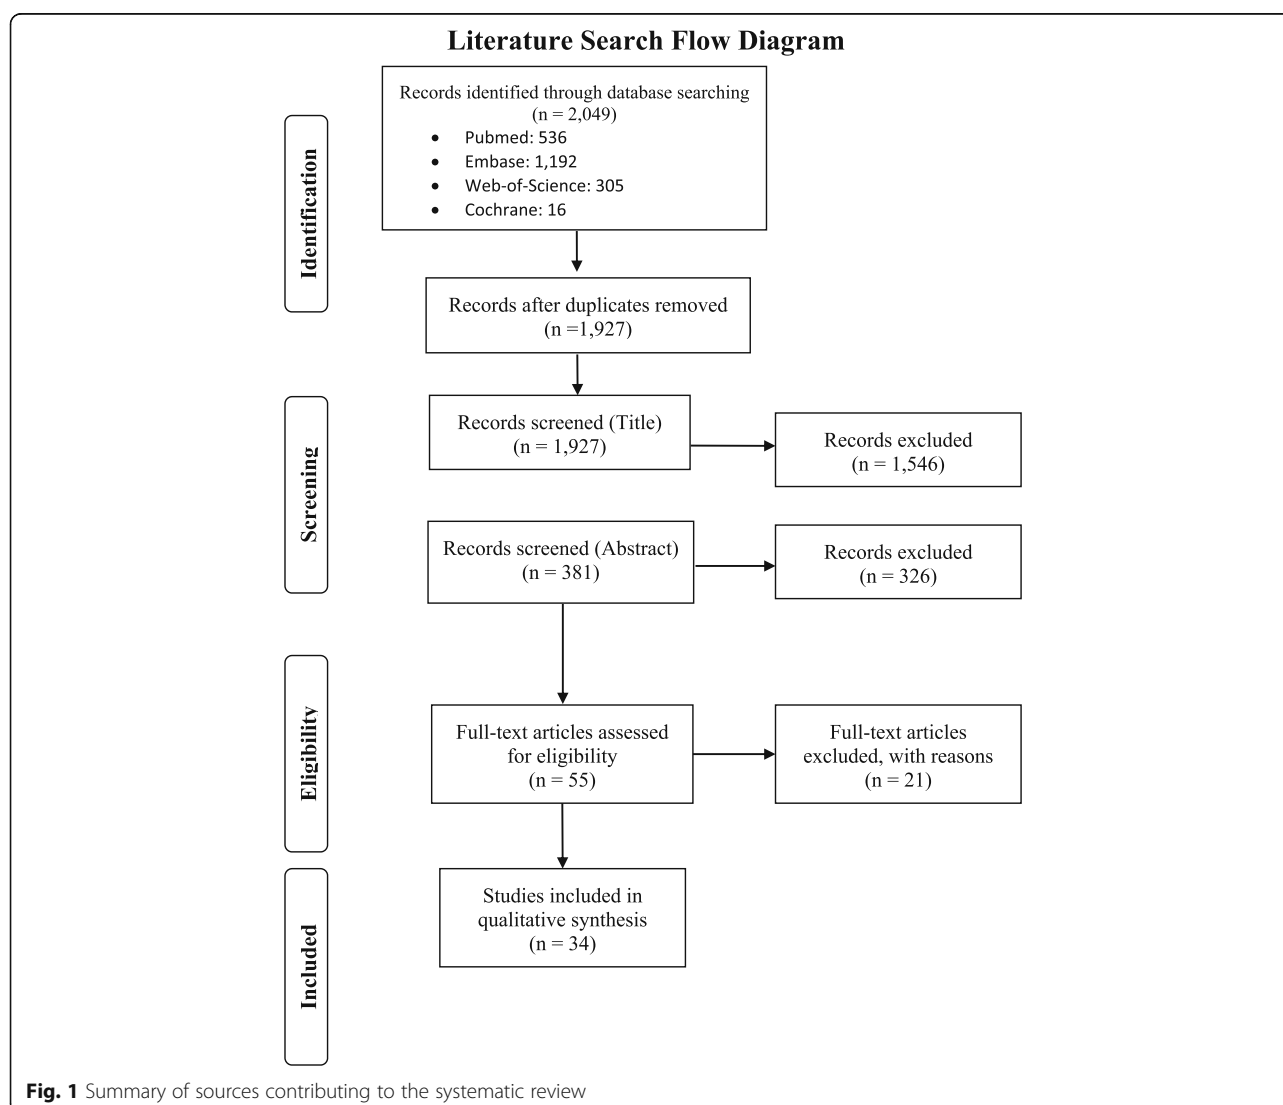 Literature Search Flow Diagram
Identification
Records identified through database searching
(n = 2,049)
• Pubmed: 536
• Embase: 1,192
• Web-of-Science: 305
• Cochrane: 16
Records after duplicates removed
(n =1,927)
Screening
Records screened (Title)
(n = 1,927)
Records excluded
(n = 1,546)
Records screened (Abstract)
(n = 381)
Records excluded
(n = 326)
Eligibility
Full-text articles assessed
for eligibility
(n = 55)
Full-text articles
excluded, with reasons
(n = 21)
Included
Studies included in
qualitative synthesis
(n = 34)
Fig. 1 Summary of sources contributing to the systematic review